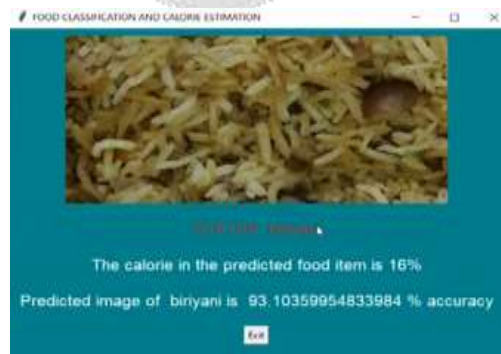 FOOD CLASSIFICATION AND CALORIE ESTIMATION
The calorie in the predicted food item is 16%
Predicted image of biriyani is 93.10359954833984 % accuracy
Exit